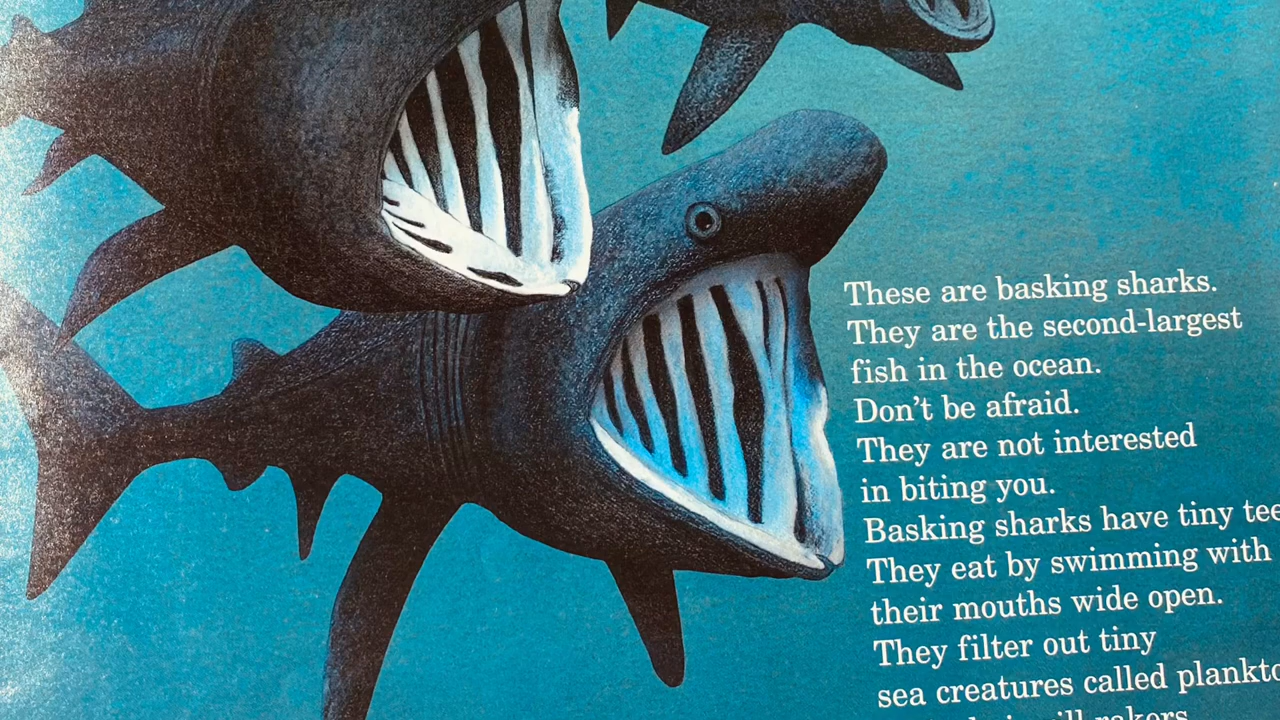 These are basking sharks.
They are the second-largest
fish in the ocean.
Don't be afraid.
They are not interested
in biting you.
Basking sharks have tiny
They eat by swimming with
their mouths wide open.
They filter out tiny
sea creatures called